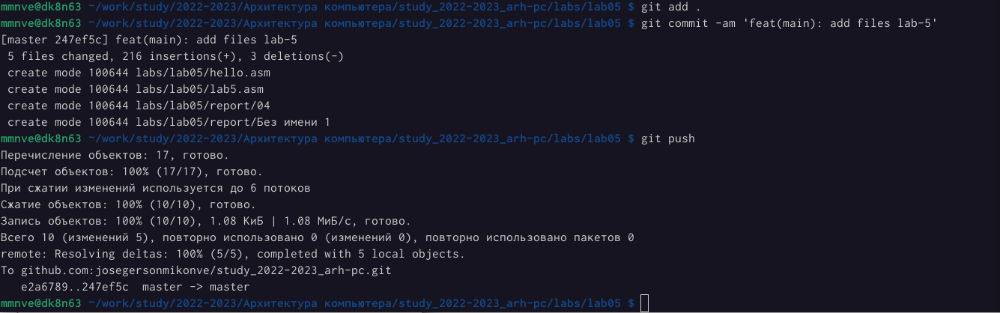 mmnve@dk8n63 ~/work/study/2022-2023/Архитектура компьютера/study_2022-2023_arh-pc/labs/lab05 $ git add .
mmnve@dk8n63 ~/work/study/2022-2023/Архитектура компьютера/study_2022-2023_arh-pc/labs/lab05 $ git commit -am 'feat(main): add files lab-5'
[master 247ef5c] feat(main): add files lab-5
 5 files changed, 216 insertions(+), 3 deletions(-)
 create mode 100644 labs/lab05/hello.asm
 create mode 100644 labs/lab05/lab5.asm
 create mode 100644 labs/lab05/report/04
 create mode 100644 labs/lab05/report/Без имени 1
mmnve@dk8n63 ~/work/study/2022-2023/Архитектура компьютера/study_2022-2023_arh-pc/labs/lab05 $ git push
Перечисление объектов: 17, готово.
Подсчет объектов: 100% (17/17), готово.
При сжатии изменений используется до 6 потоков
Сжатие объектов: 100% (10/10), готово.
Запись объектов: 100% (10/10), 1.08 КиБ | 1.08 МиБ/с, готово.
Всего 10 (изменений 5), повторно использовано 0 (изменений 0), повторно использовано пакетов 0
remote: Resolving deltas: 100% (5/5), completed with 5 local objects.
To github.com:josegersonmikonve/study_2022-2023_arh-pc.git
   e2a6789..247ef5c  master -> master
mmnve@dk8n63 ~/work/study/2022-2023/Архитектура компьютера/study_2022-2023_arh-pc/labs/lab05 $